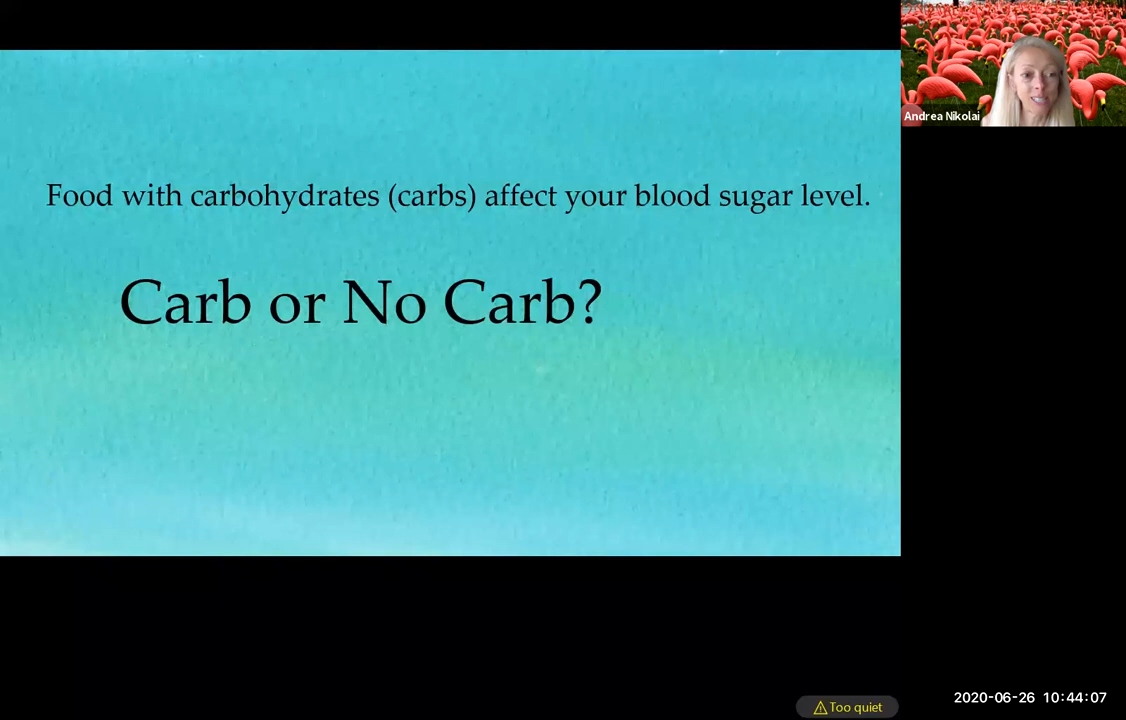 Food with carbohydrates (carbs) affect your blood sugar level.
Carb or No Carb?
Andrea Nikolai
Too quiet
2020-06-26 10:44:07